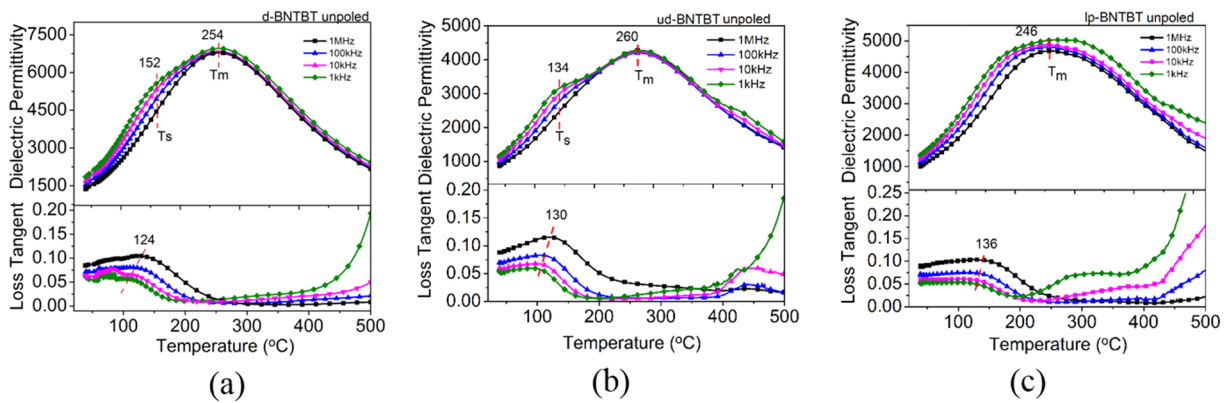 d-BNTBT unpoled
254
7500
1MHz
100kHz
10kHz
1kHz
6000
152
Tm
4500
Ts
3000
1500
Dielectric Permittivity
0.20
0.15
124
0.10
0.05
0.00
Loss Tangent
100 200 300 400 500
Temperature (°C)
(a)
ud-BNTBT unpoled
5000
260
1MHz
100kHz
10kHz
1kHz
4000
134
Tm
3000
2000
Ts
1000
Dielectric Permittivity
0.20
0.15
130
0.10
0.05
0.00
Loss Tangent
100 200 300 400 500
Temperature (°C)
(b)
lp-BNTBT unpoled
246
1MHz
100kHz
10kHz
1kHz
5000
Tm
4000
3000
2000
1000
Dielectric Permittivity
0.25
0.20
0.15
136
0.10
0.05
0.00
Loss Tangent
100 200 300 400 500
Temperature (°C)
(c)